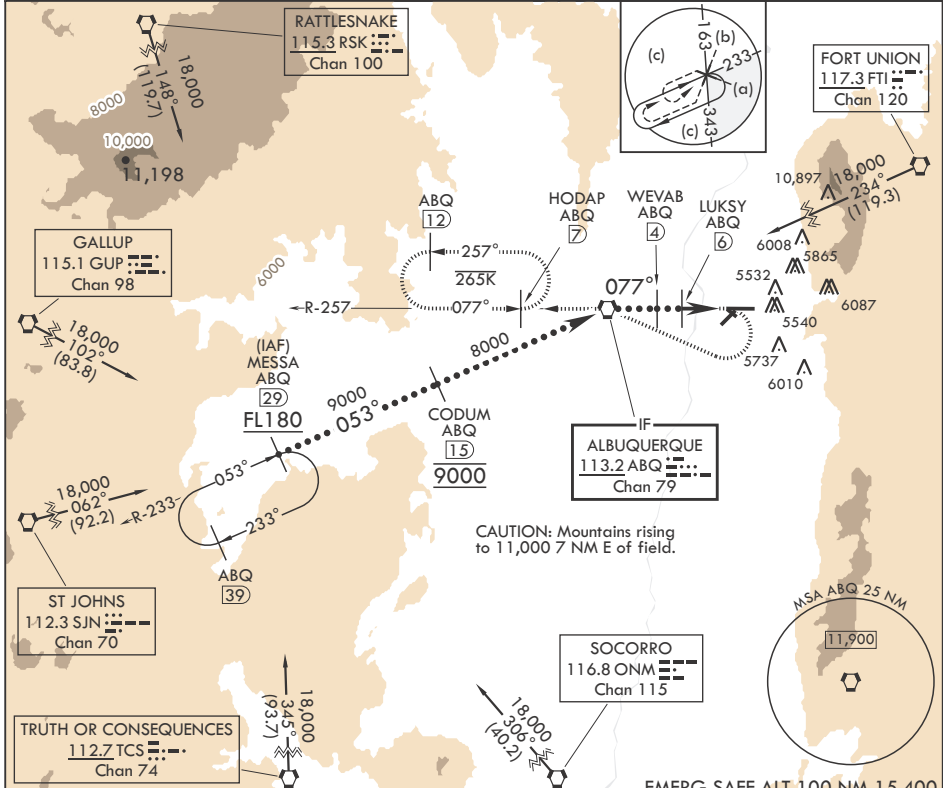 RATTLESNAKE
115.3 RSK
Chan 100
18,000
148°
(119.7)
8000
10,000
11,198
163
(b)
(c)
233
(a)
(c)
343
FORT UNION
117.3 FTI
Chan 120
10,897
18,000
234°
(119.3)
6008
5865
5532
6087
5540
5737
6010
ABQ
12
HODAP
ABQ
7
WEVAB
ABQ
4
LUKSY
ABQ
6
257°
265K
R-257
077°
077°
GALLUP
115.1 GUP
Chan 98
18,000
102°
(83.8)
6000
(IAF)
MESSA
ABQ
29
FL180
9000
053°
8000
CODUM
ABQ
15
9000
IF
ALBUQUERQUE
113.2 ABQ
Chan 79
CAUTION: Mountains rising
to 11,000 7 NM E of field.
18,000
062°
(92.2)
R-233
053°
233°
ABQ
39
ST JOHNS
112.3 SJN
Chan 70
MSA ABQ 25 NM
11,900
SOCORRO
116.8 ONM
Chan 115
18,000
306°
(40.2)
18,000
345°
(93.7)
TRUTH OR CONSEQUENCES
112.7 TCS
Chan 74
EMERG SAFE ALT 100 NM 15,400